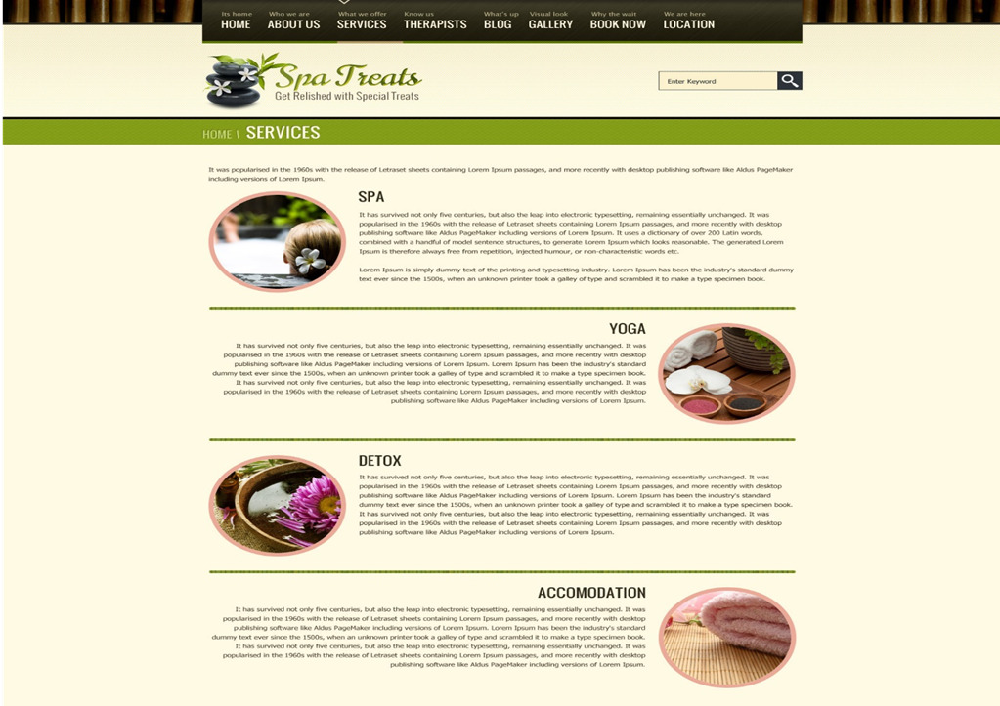 Its home Who we are What we offer Know us What's up Visual look Why the wait We are here
HOME ABOUT US SERVICES THERAPISTS BLOG GALLERY BOOK NOW LOCATION
Spa Treats
Get Relished with Special Treats
Enter Keyword
HOME \ SERVICES
It was popularised in the 1960s with the release of Letraset sheets containing Lorem Ipsum passages, and more recently with desktop publishing software like Aldus PageMaker
including versions of Lorem Ipsum.
SPA
It has survived not only five centuries, but also the leap into electronic typesetting, remaining essentially unchanged. It was
popularised in the 1960s with the release of Letraset sheets containing Lorem Ipsum passages, and more recently with desktop
publishing software like Aldus PageMaker including versions of Lorem Ipsum. It uses a dictionary of over 200 Latin words,
combined with a handful of model sentence structures, to generate Lorem Ipsum which looks reasonable. The generated Lorem
Ipsum is therefore always free from repetition, injected humour, or non-characteristic words etc.
Lorem Ipsum is simply dummy text of the printing and typesetting industry. Lorem Ipsum has been the industry's standard dummy
text ever since the 1500s, when an unknown printer took a galley of type and scrambled it to make a type specimen book.
YOGA
It has survived not only five centuries, but also the leap into electronic typesetting, remaining essentially unchanged. It was
popularised in the 1960s with the release of Letraset sheets containing Lorem Ipsum passages, and more recently with desktop
publishing software like Aldus PageMaker including versions of Lorem Ipsum. Lorem Ipsum has been the industry's standard
dummy text ever since the 1500s, when an unknown printer took a galley of type and scrambled it to make a type specimen book.
It has survived not only five centuries, but also the leap into electronic typesetting, remaining essentially unchanged. It was
popularised in the 1960s with the release of Letraset sheets containing Lorem Ipsum passages, and more recently with desktop
publishing software like Aldus PageMaker including versions of Lorem Ipsum.
DETOX
It has survived not only five centuries, but also the leap into electronic typesetting, remaining essentially unchanged. It was
popularised in the 1960s with the release of Letraset sheets containing Lorem Ipsum passages, and more recently with desktop
publishing software like Aldus PageMaker including versions of Lorem Ipsum. Lorem Ipsum has been the industry's standard
dummy text ever since the 1500s, when an unknown printer took a galley of type and scrambled it to make a type specimen book.
It has survived not only five centuries, but also the leap into electronic typesetting, remaining essentially unchanged. It was
popularised in the 1960s with the release of Letraset sheets containing Lorem Ipsum passages, and more recently with desktop
publishing software like Aldus PageMaker including versions of Lorem Ipsum.
ACCOMODATION
It has survived not only five centuries, but also the leap into electronic typesetting, remaining essentially unchanged. It was
popularised in the 1960s with the release of Letraset sheets containing Lorem Ipsum passages, and more recently with desktop
publishing software like Aldus PageMaker including versions of Lorem Ipsum. Lorem Ipsum has been the industry's standard
dummy text ever since the 1500s, when an unknown printer took a galley of type and scrambled it to make a type specimen book.
It has survived not only five centuries, but also the leap into electronic typesetting, remaining essentially unchanged. It was
popularised in the 1960s with the release of Letraset sheets containing Lorem Ipsum passages, and more recently with desktop
publishing software like Aldus PageMaker including versions of Lorem Ipsum.